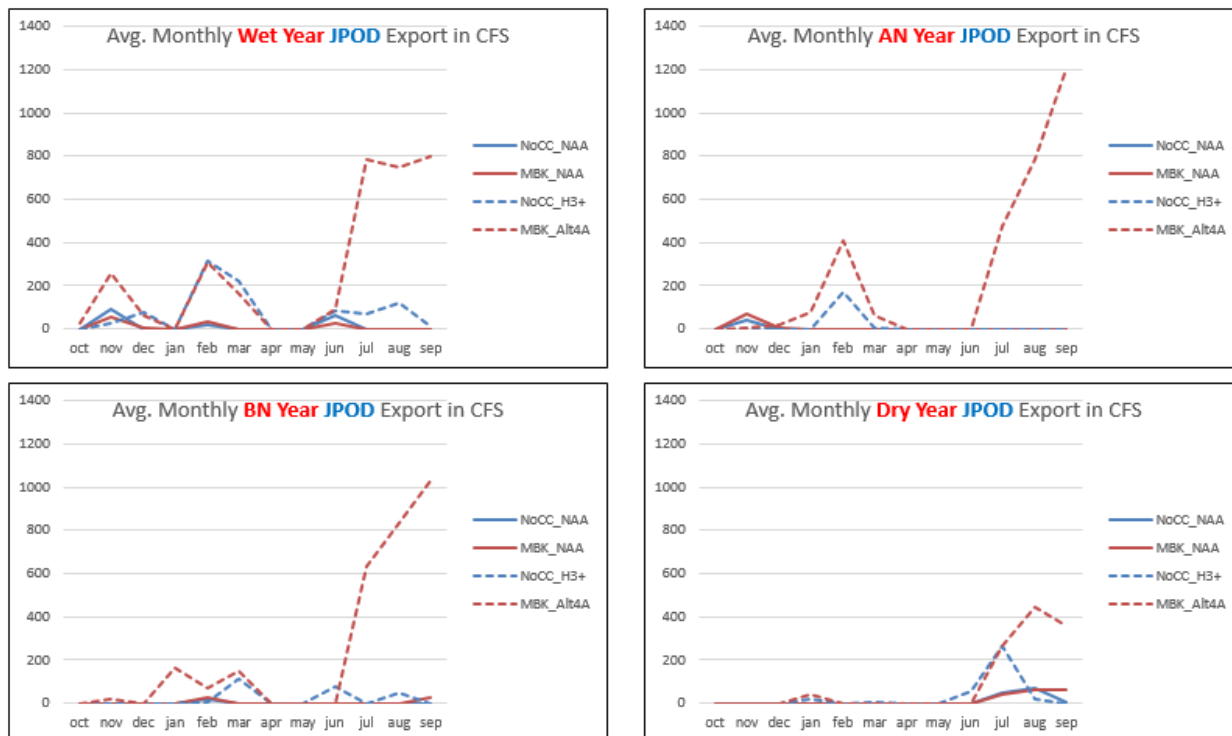 Avg. Monthly Wet Year JPOD Export in CFS
1400
1200
1000
800
600
400
200
0
oct nov dec jan feb mar apr may jun jul aug sep
NoCC_NAA
MBK_NAA
NoCC_H3+
MBK_Alt4A
Avg. Monthly AN Year JPOD Export in CFS
1400
1200
1000
800
600
400
200
0
oct nov dec jan feb mar apr may jun jul aug sep
NoCC_NAA
MBK_NAA
NoCC_H3+
MBK_Alt4A
Avg. Monthly BN Year JPOD Export in CFS
1400
1200
1000
800
600
400
200
0
oct nov dec jan feb mar apr may jun jul aug sep
NoCC_NAA
MBK_NAA
NoCC_H3+
MBK_Alt4A
Avg. Monthly Dry Year JPOD Export in CFS
1400
1200
1000
800
600
400
200
0
oct nov dec jan feb mar apr may jun jul aug sep
NoCC_NAA
MBK_NAA
NoCC_H3+
MBK_Alt4A